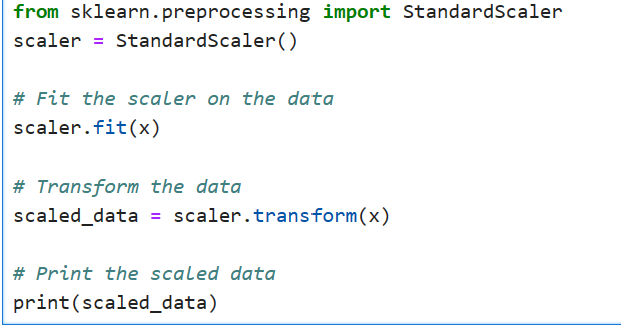 from sklearn.preprocessing import StandardScaler
scaler = StandardScaler()
# Fit the scaler on the data
scaler.fit(x)
# Transform the data
scaled_data = scaler.transform(x)
# Print the scaled data
print(scaled_data)